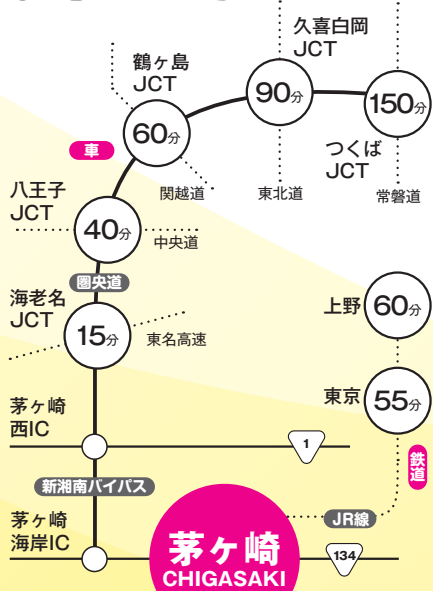 久喜白岡
JCT
鶴ヶ島
JCT
90分
150分
60分
つくば
JCT
車
関越道
東北道
常磐道
八王子
JCT
40分
中央道
圏央道
海老名
JCT
15分
東名高速
上野
60分
東京
55分
茅ヶ崎
西IC
1
鉄道
新湘南バイパス
JR線
茅ヶ崎
海岸IC
134
茅ヶ崎
CHIGASAKI